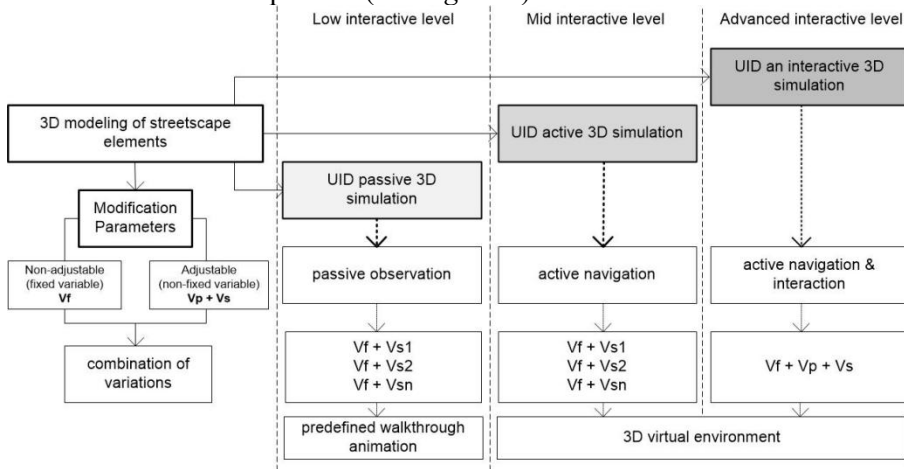 Low interactive level
Mid interactive level
Advanced interactive level
UID an interactive 3D
simulation
3D modeling of streetscape
elements
UID active 3D simulation
UID passive 3D
simulation
Modification
Parameters
Non-adjustable
(fixed variable)
Vf
Adjustable
(non-fixed variable)
Vp + Vs
passive observation
active navigation
active navigation &
interaction
combination of
variations
Vf + Vs1
Vf + Vs2
Vf + Vsn
Vf + Vs1
Vf + Vs2
Vf + Vsn
Vf + Vp + Vs
predefined walkthrough
animation
3D virtual environment